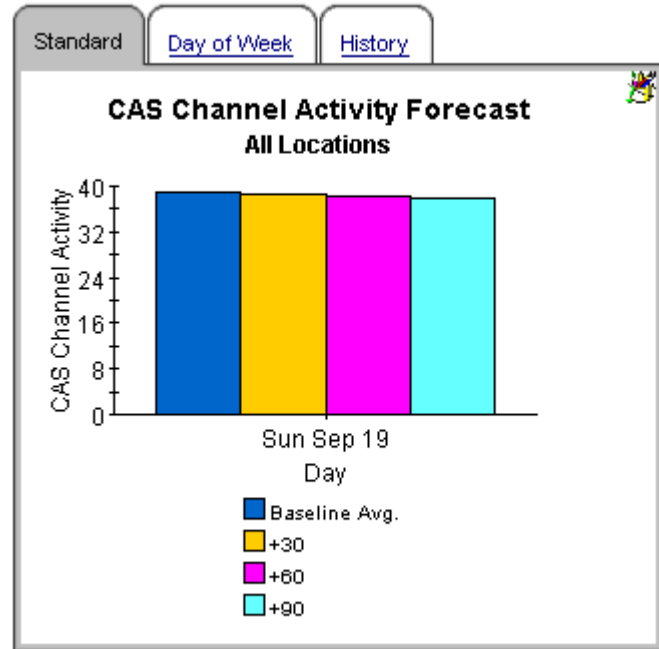 Standard
Day of Week
History
CAS Channel Activity Forecast
All Locations
CAS Channel Activity
40
32
24
16
8
0
Sun Sep 19
Day
Baseline Avg.
+30
+60
+90